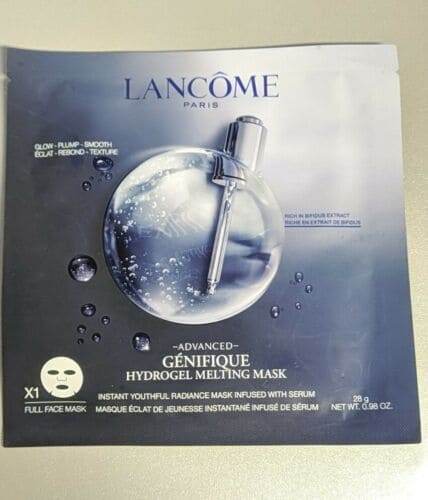 LANCÔME
PARIS
GLOW - PLUMP - SMOOTH
ÉCLAT - REBOND - TEXTURE
RICH IN BIFIDUS EXTRACT
RICHE EN EXTRAIT DE BIFIDUS
-ADVANCED-
GÉNIFIQUE
HYDROGEL MELTING MASK
X1
FULL FACE MASK
INSTANT YOUTHFUL RADIANCE MASK INFUSED WITH SERUM
MASQUE ÉCLAT DE JEUNESSE INSTANTANÉ INFUSÉ DE SÉRUM
28 g
NET WT. 0.98 OZ.